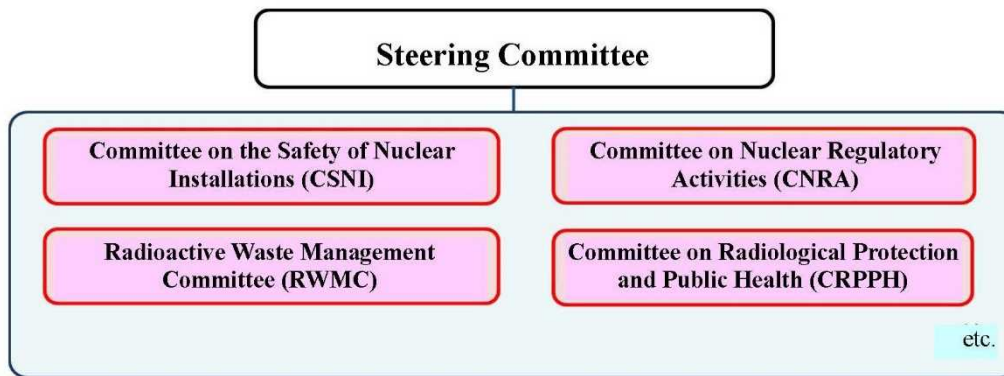 Steering Committee
Committee on the Safety of Nuclear
Installations (CSNI)
Committee on Nuclear Regulatory
Activities (CNRA)
Radioactive Waste Management
Committee (RWMC)
Committee on Radiological Protection
and Public Health (CRPPH)
etc.